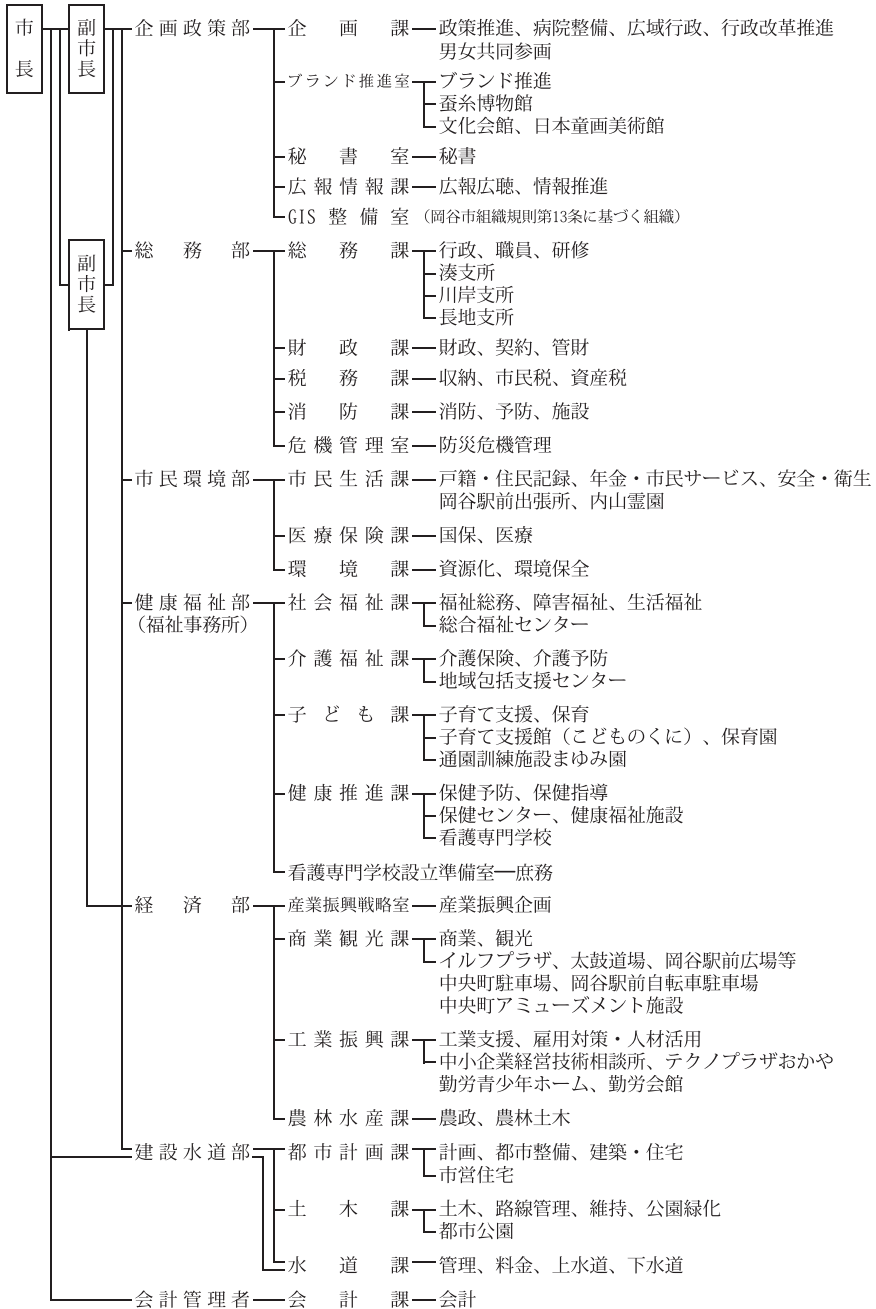 市長
副市長
企画政策部
企画課
政策推進、病院整備、広域行政、行政改革推進
男女共同参画
ブランド推進室
ブランド推進
蚕糸博物館
文化会館、日本童画美術館
秘書室
秘書
広報情報課
広報広聴、情報推進
GIS整備室
（岡谷市組織規則第13条に基づく組織）
副市長
総務部
総務課
行政、職員、研修
湊支所
川岸支所
長地支所
財政課
財政、契約、管財
税務課
収納、市民税、資産税
消防課
消防、予防、施設
危機管理室
防災危機管理
市民環境部
市民生活課
戸籍・住民記録、年金・市民サービス、安全・衛生
岡谷駅前出張所、内山霊園
医療保険課
国保、医療
環境課
資源化、環境保全
健康福祉部
（福祉事務所）
社会福祉課
福祉総務、障害福祉、生活福祉
総合福祉センター
介護福祉課
介護保険、介護予防
地域包括支援センター
子ども課
子育て支援、保育
子育て支援館（こどものくに）、保育園
通園訓練施設まゆみ園
健康推進課
保健予防、保健指導
保健センター、健康福祉施設
看護専門学校
看護専門学校設立準備室
庶務
経済部
産業振興戦略室
産業振興企画
商業観光課
商業、観光
イルフプラザ、太鼓道場、岡谷駅前広場等
中央町駐車場、岡谷駅前自転車駐車場
中央町アミューズメント施設
工業振興課
工業支援、雇用対策・人材活用
中小企業経営技術相談所、テクノプラザおかや
勤労青少年ホーム、勤労会館
農林水産課
農政、農林土木
建設水道部
都市計画課
計画、都市整備、建築・住宅
市営住宅
土木課
土木、路線管理、維持、公園緑化
都市公園
水道課
管理、料金、上水道、下水道
会計管理者
会計課
会計